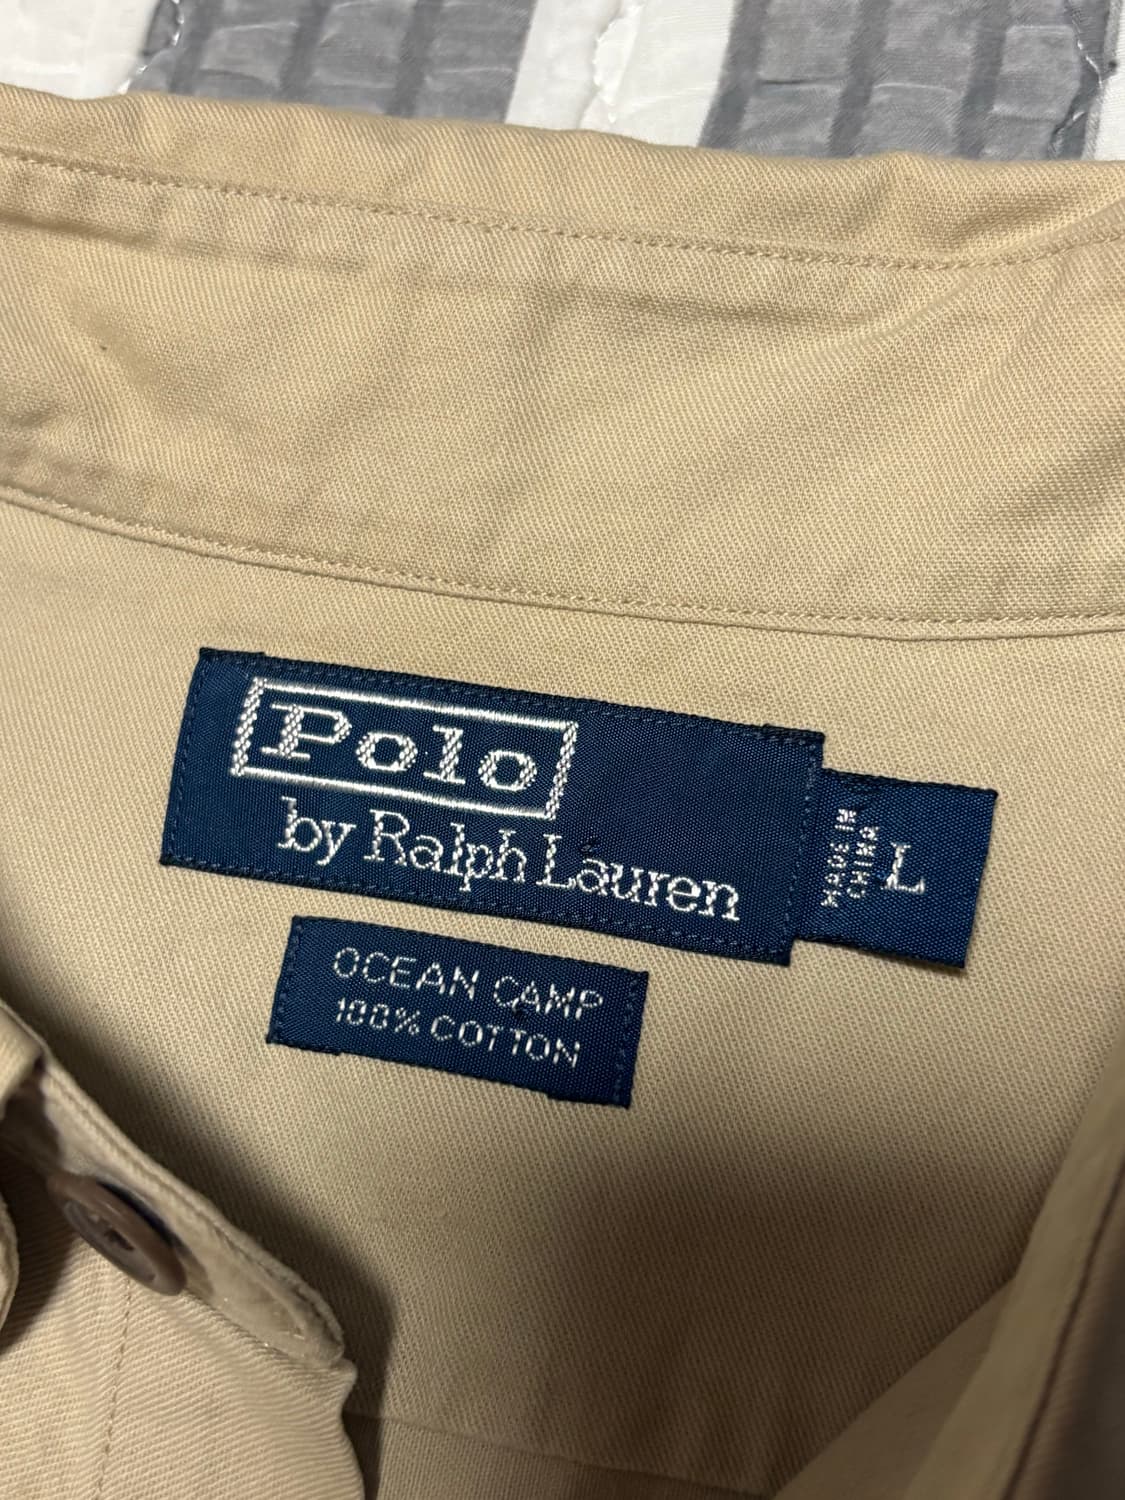 Polo
by Ralph Lauren
MADE IN
CHINA
L
OCEAN CAMP
100% COTTON